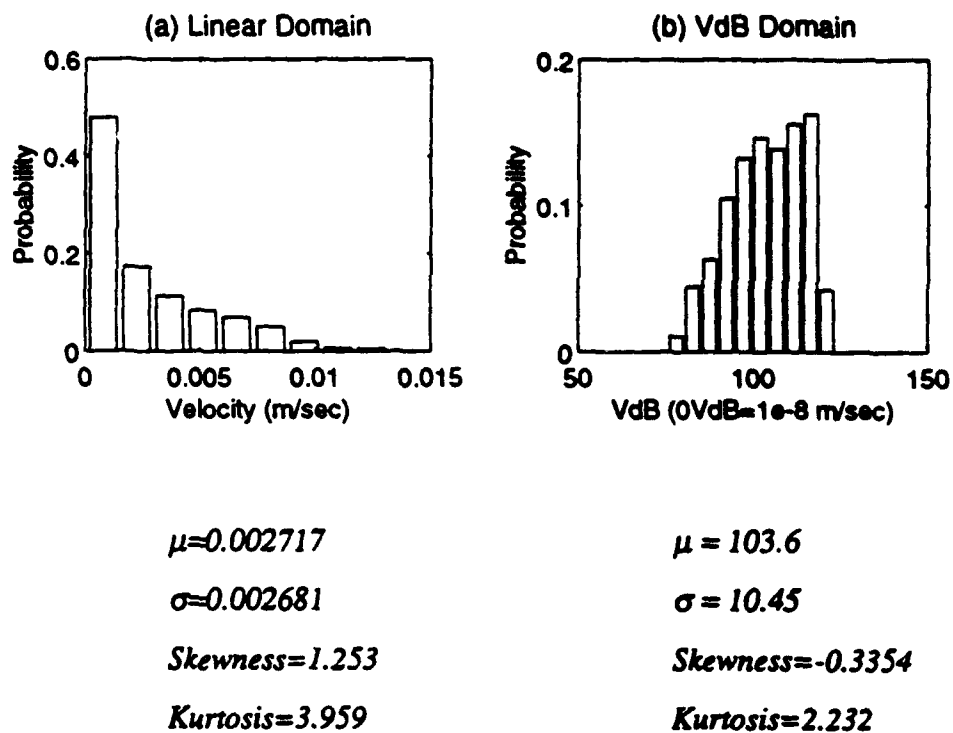 (a) Linear Domain
0.6
0.4
0.2
0
Probability
0
0.005
0.01
0.015
Velocity (m/sec)
(b) VdB Domain
0.2
0.1
0
Probability
50
100
150
VdB (0VdB=1e-8 m/sec)
μ=0.002717
σ=0.002681
Skewness=1.253
Kurtosis=3.959
μ = 103.6
σ = 10.45
Skewness=-0.3354
Kurtosis=2.232